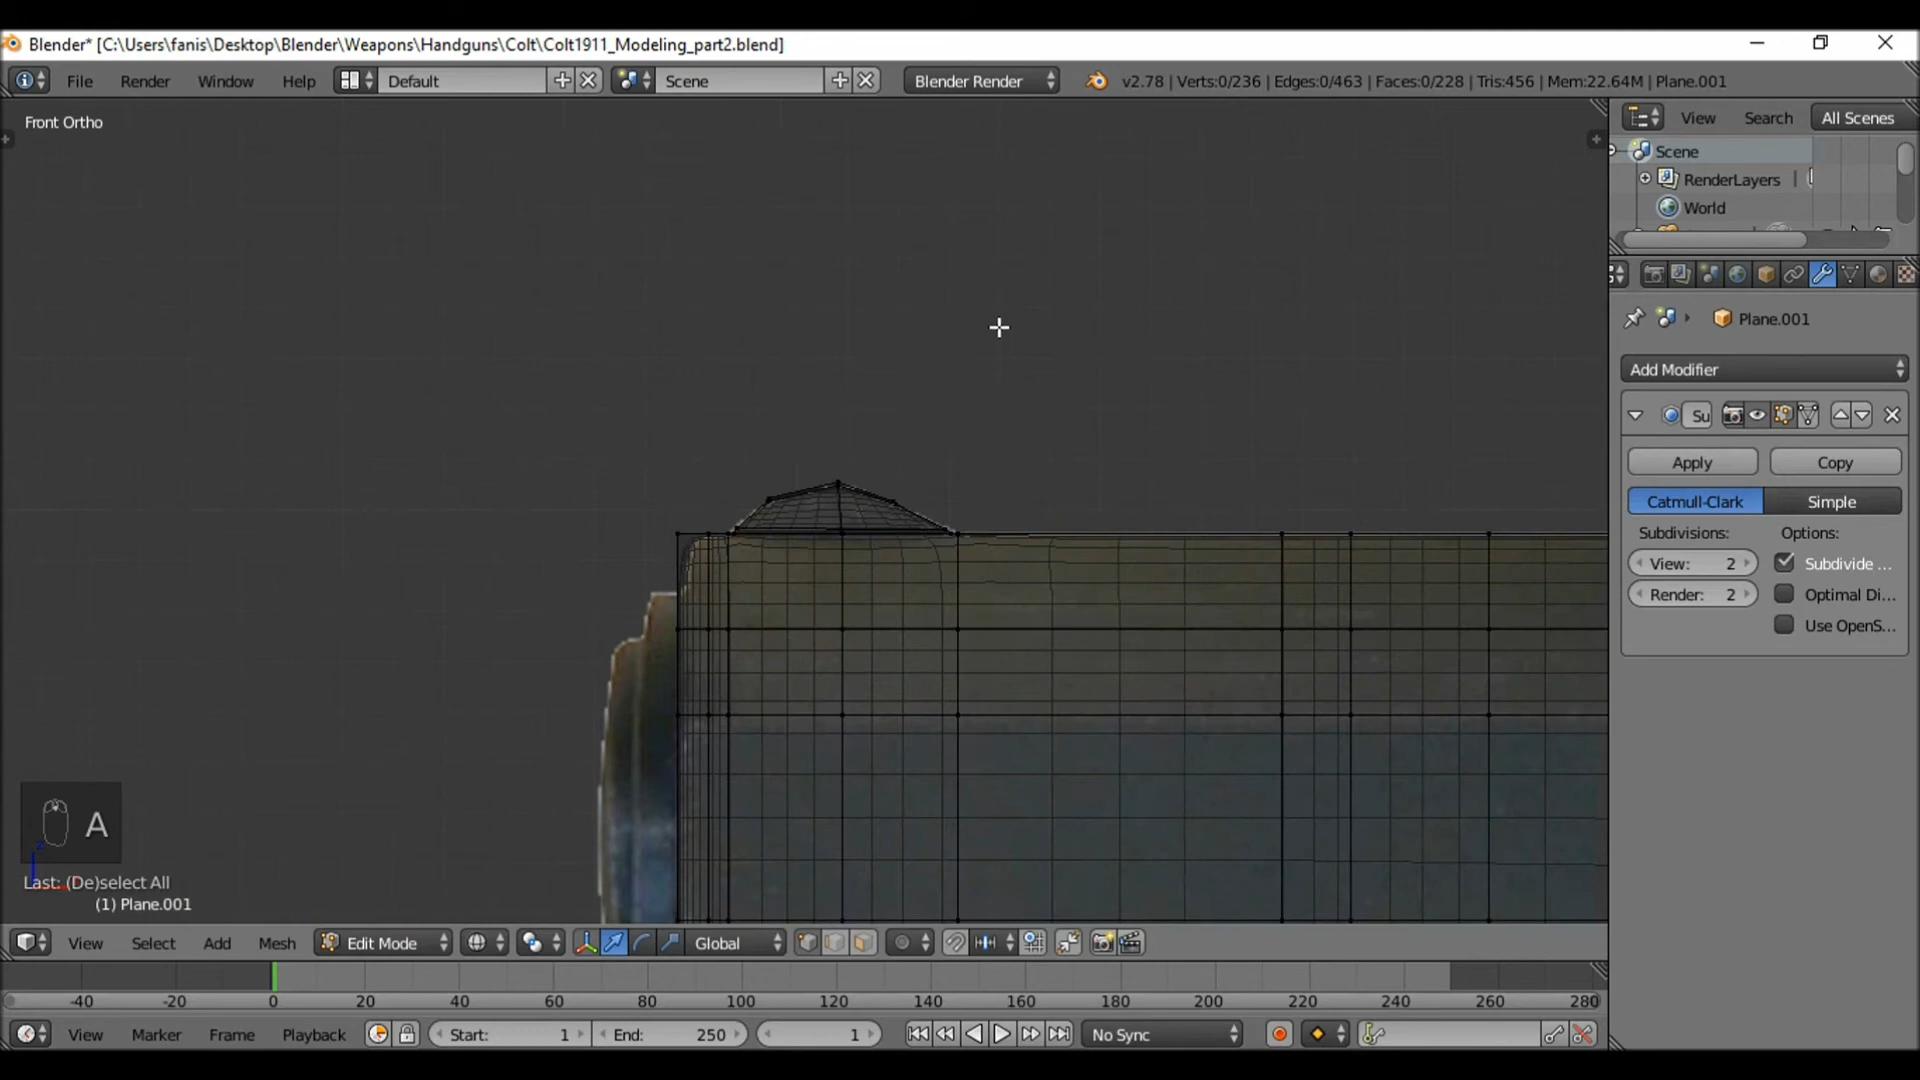 Blender* [C:\Users\fanis\Desktop\Blender\Weapons\Handguns\Colt\Colt1911_Modeling_part2.blend]
File Render Window Help Default Scene Blender Render v2.78 | Verts:0/236 | Edges:0/463 | Faces:0/228 | Tris:456 | Mem:22.64M | Plane.001
Front Ortho
View Search All Scenes
Scene
RenderLayers
World
Plane.001
Add Modifier
Su
Apply Copy
Catmull-Clark Simple
Subdivisions: Options:
View: 2 Subdivide ...
Render: 2 Optimal Di...
Use OpenS...
A
Last: (De)select All
(1) Plane.001
View Select Add Mesh Edit Mode Global
-40 -20 0 20 40 60 80 100 120 140 160 180 200 220 240 260 280
View Marker Frame Playback Start: 1 End: 250 1 No Sync